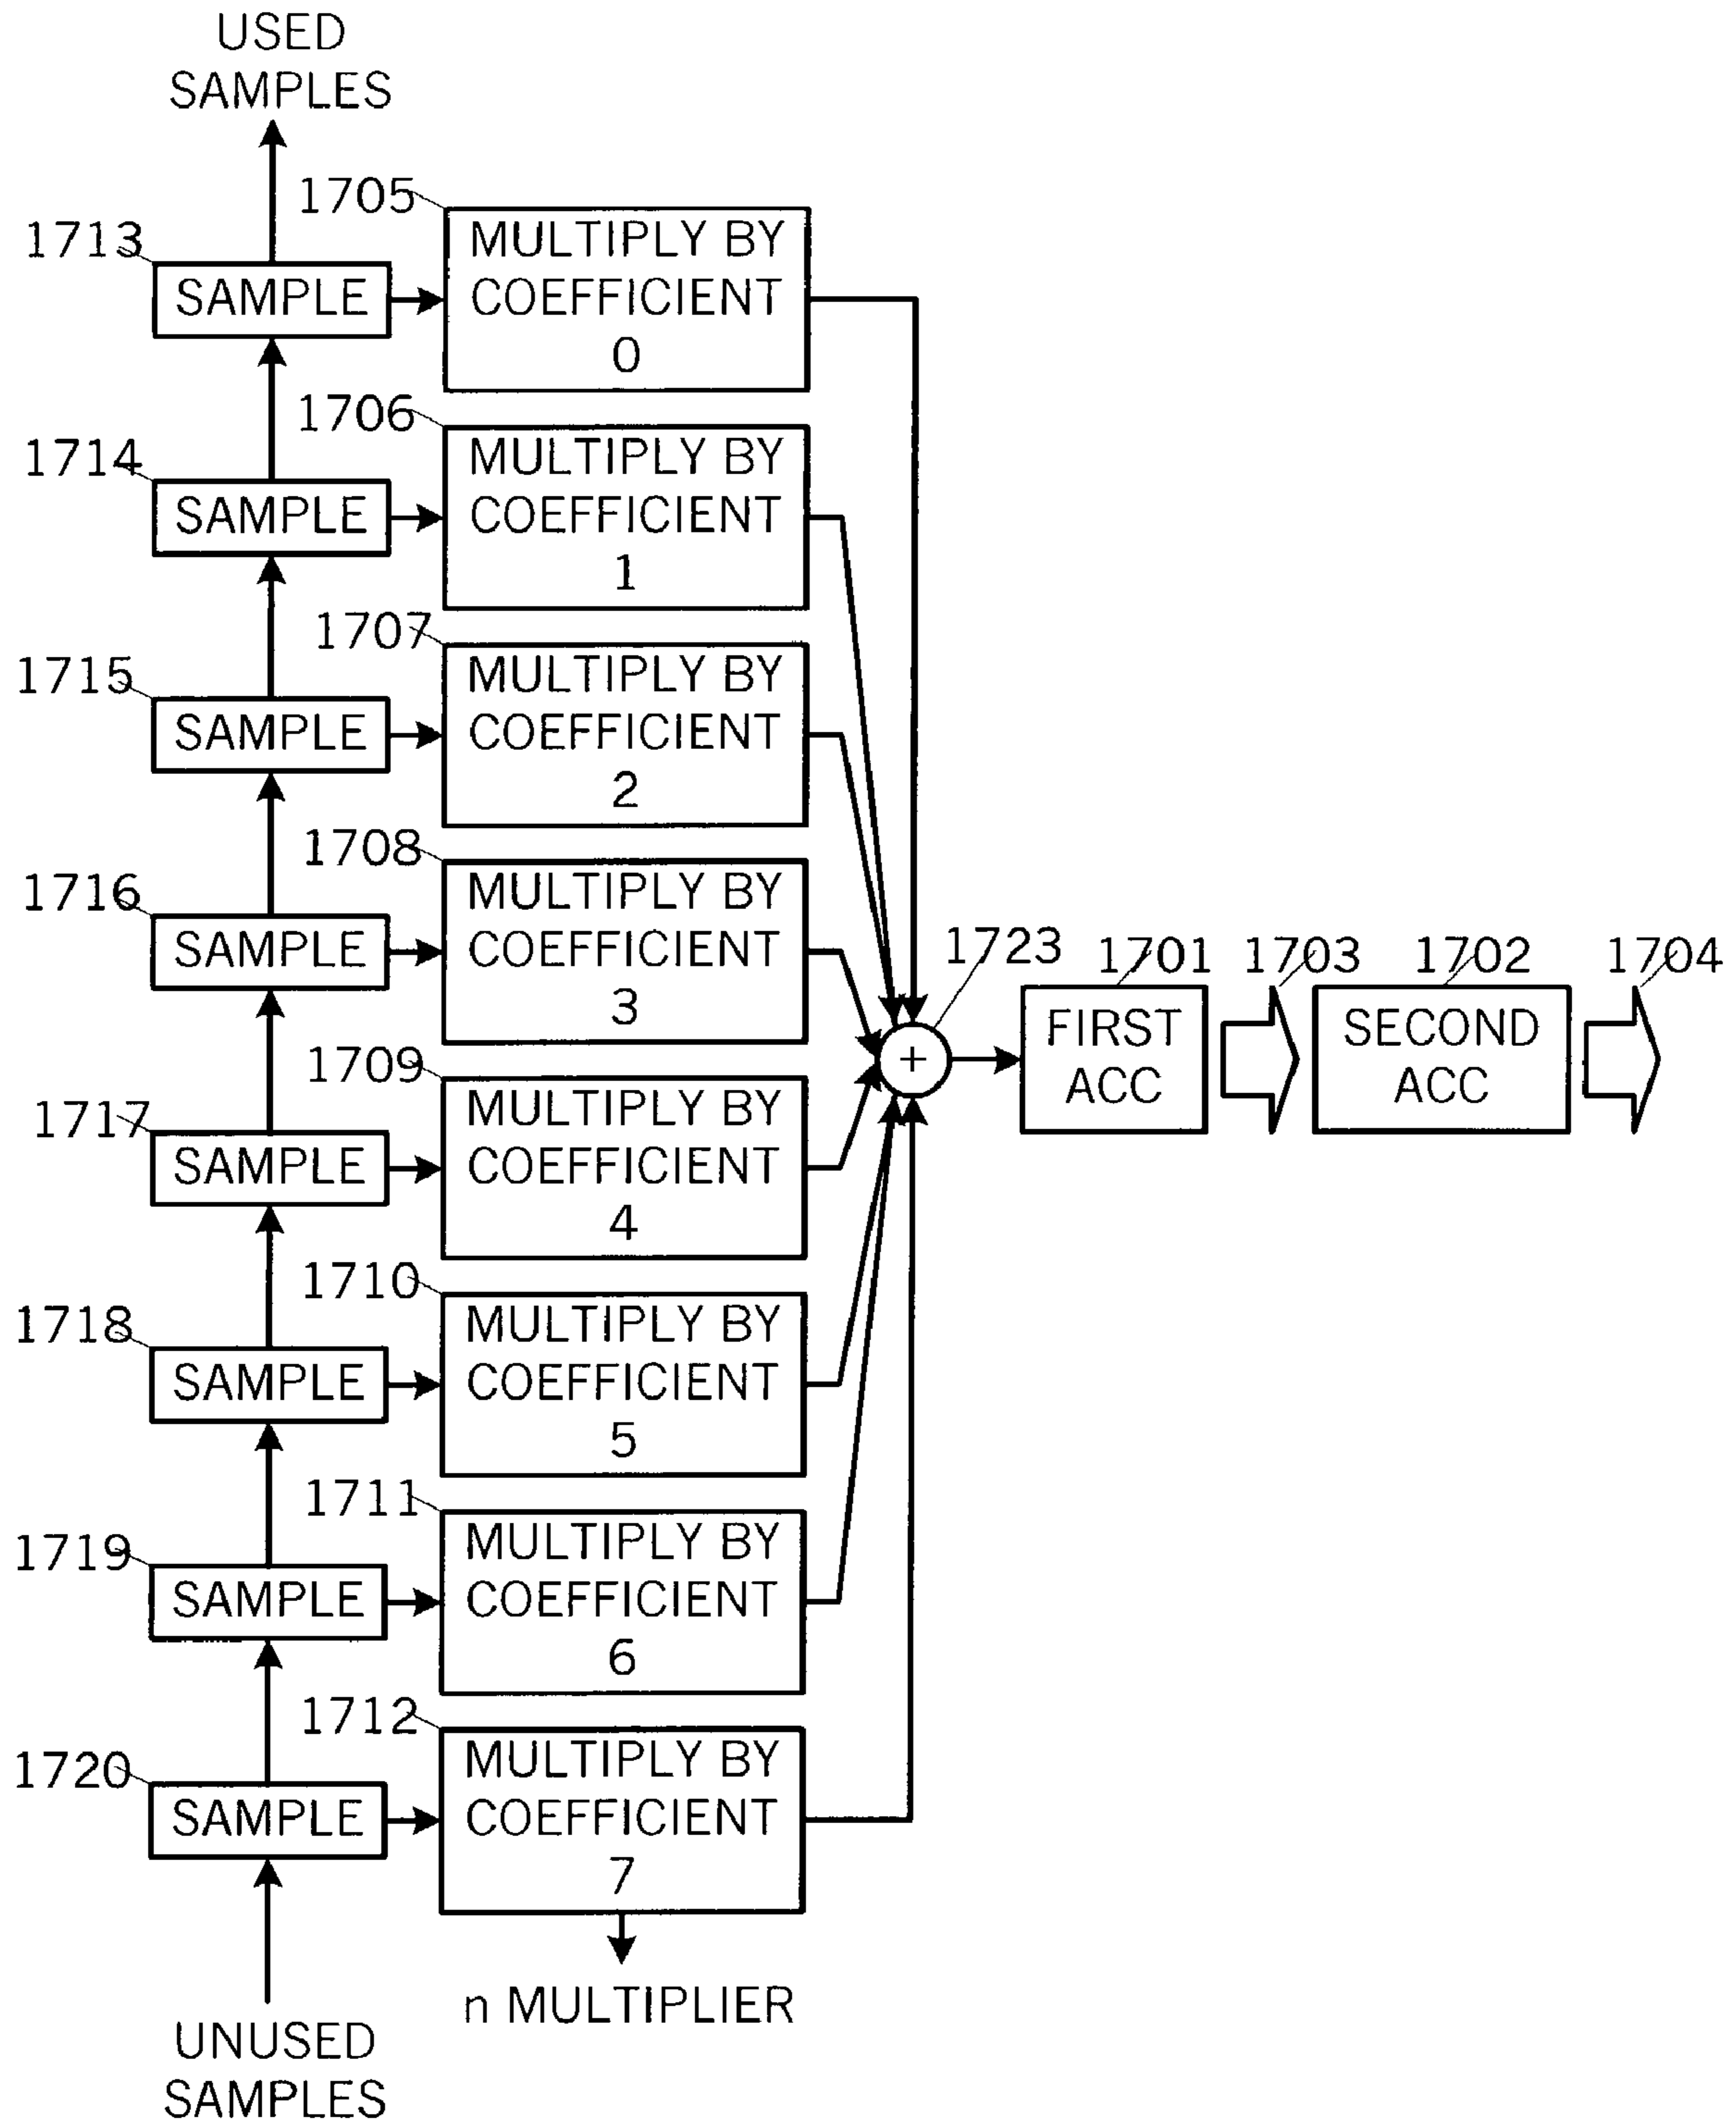 USED
SAMPLES
1705
1713
MULTIPLY BY
SAMPLE
COEFFICIENT
0
1706
1714
MULTIPLY BY
SAMPLE
COEFFICIENT
1
1707
1715
MULTIPLY BY
SAMPLE
COEFFICIENT
2
1708
1716
MULTIPLY BY
SAMPLE
COEFFICIENT
3
1723
1701
1703
1702
1704
FIRST
ACC
SECOND
ACC
+
1709
1717
MULTIPLY BY
SAMPLE
COEFFICIENT
4
1710
1718
MULTIPLY BY
SAMPLE
COEFFICIENT
5
1711
1719
MULTIPLY BY
SAMPLE
COEFFICIENT
6
1712
1720
MULTIPLY BY
SAMPLE
COEFFICIENT
7
n MULTIPLIER
UNUSED
SAMPLES